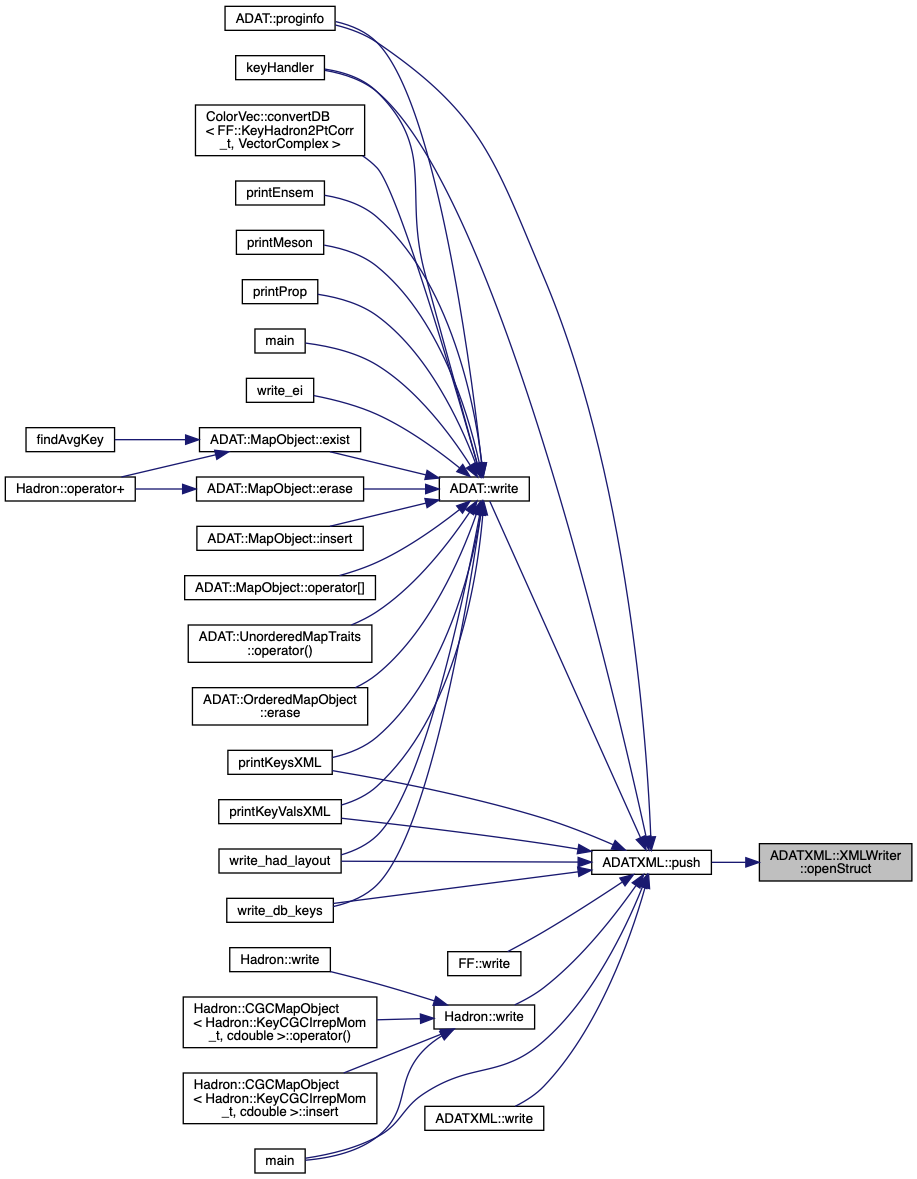 ADAT::proginfo
keyHandler
ColorVec::convertDB
< FF::KeyHadron2PtCorr
_t, VectorComplex >
printEnsem
printMeson
printProp
main
write_ei
findAvgKey
ADAT::MapObject::exist
Hadron::operator+
ADAT::MapObject::erase
ADAT::write
ADAT::MapObject::insert
ADAT::MapObject::operator[]
ADAT::UnorderedMapTraits
::operator()
ADAT::OrderedMapObject
::erase
printKeysXML
printKeyValsXML
write_had_layout
ADATXML::push
ADATXML::XMLWriter
::openStruct
write_db_keys
Hadron::write
FF::write
Hadron::CGCMapObject
< Hadron::KeyCGCIrrepMom
_t, cdouble >::operator()
Hadron::write
Hadron::CGCMapObject
< Hadron::KeyCGCIrrepMom
_t, cdouble >::insert
ADATXML::write
main